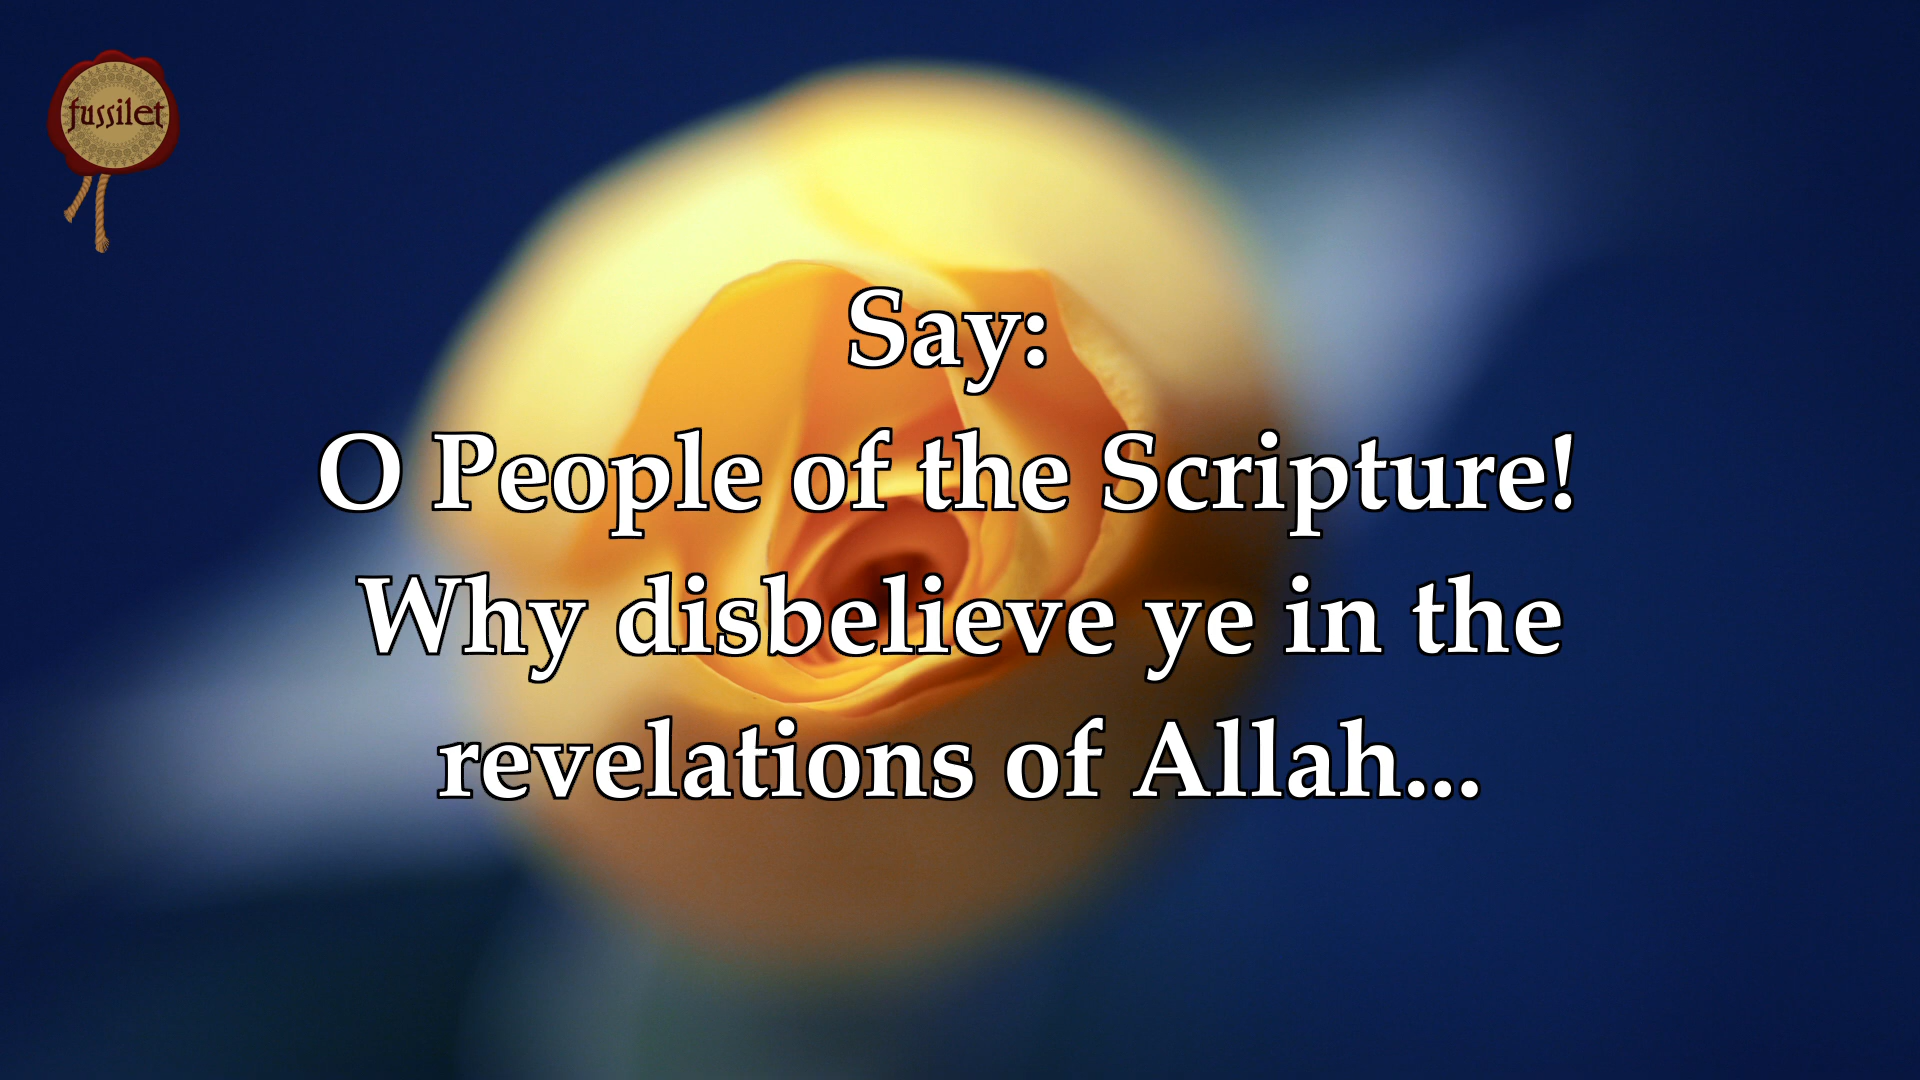 fussilet
Say:
O People of the Scripture!
Why disbelieve ye in the
revelations of Allah...